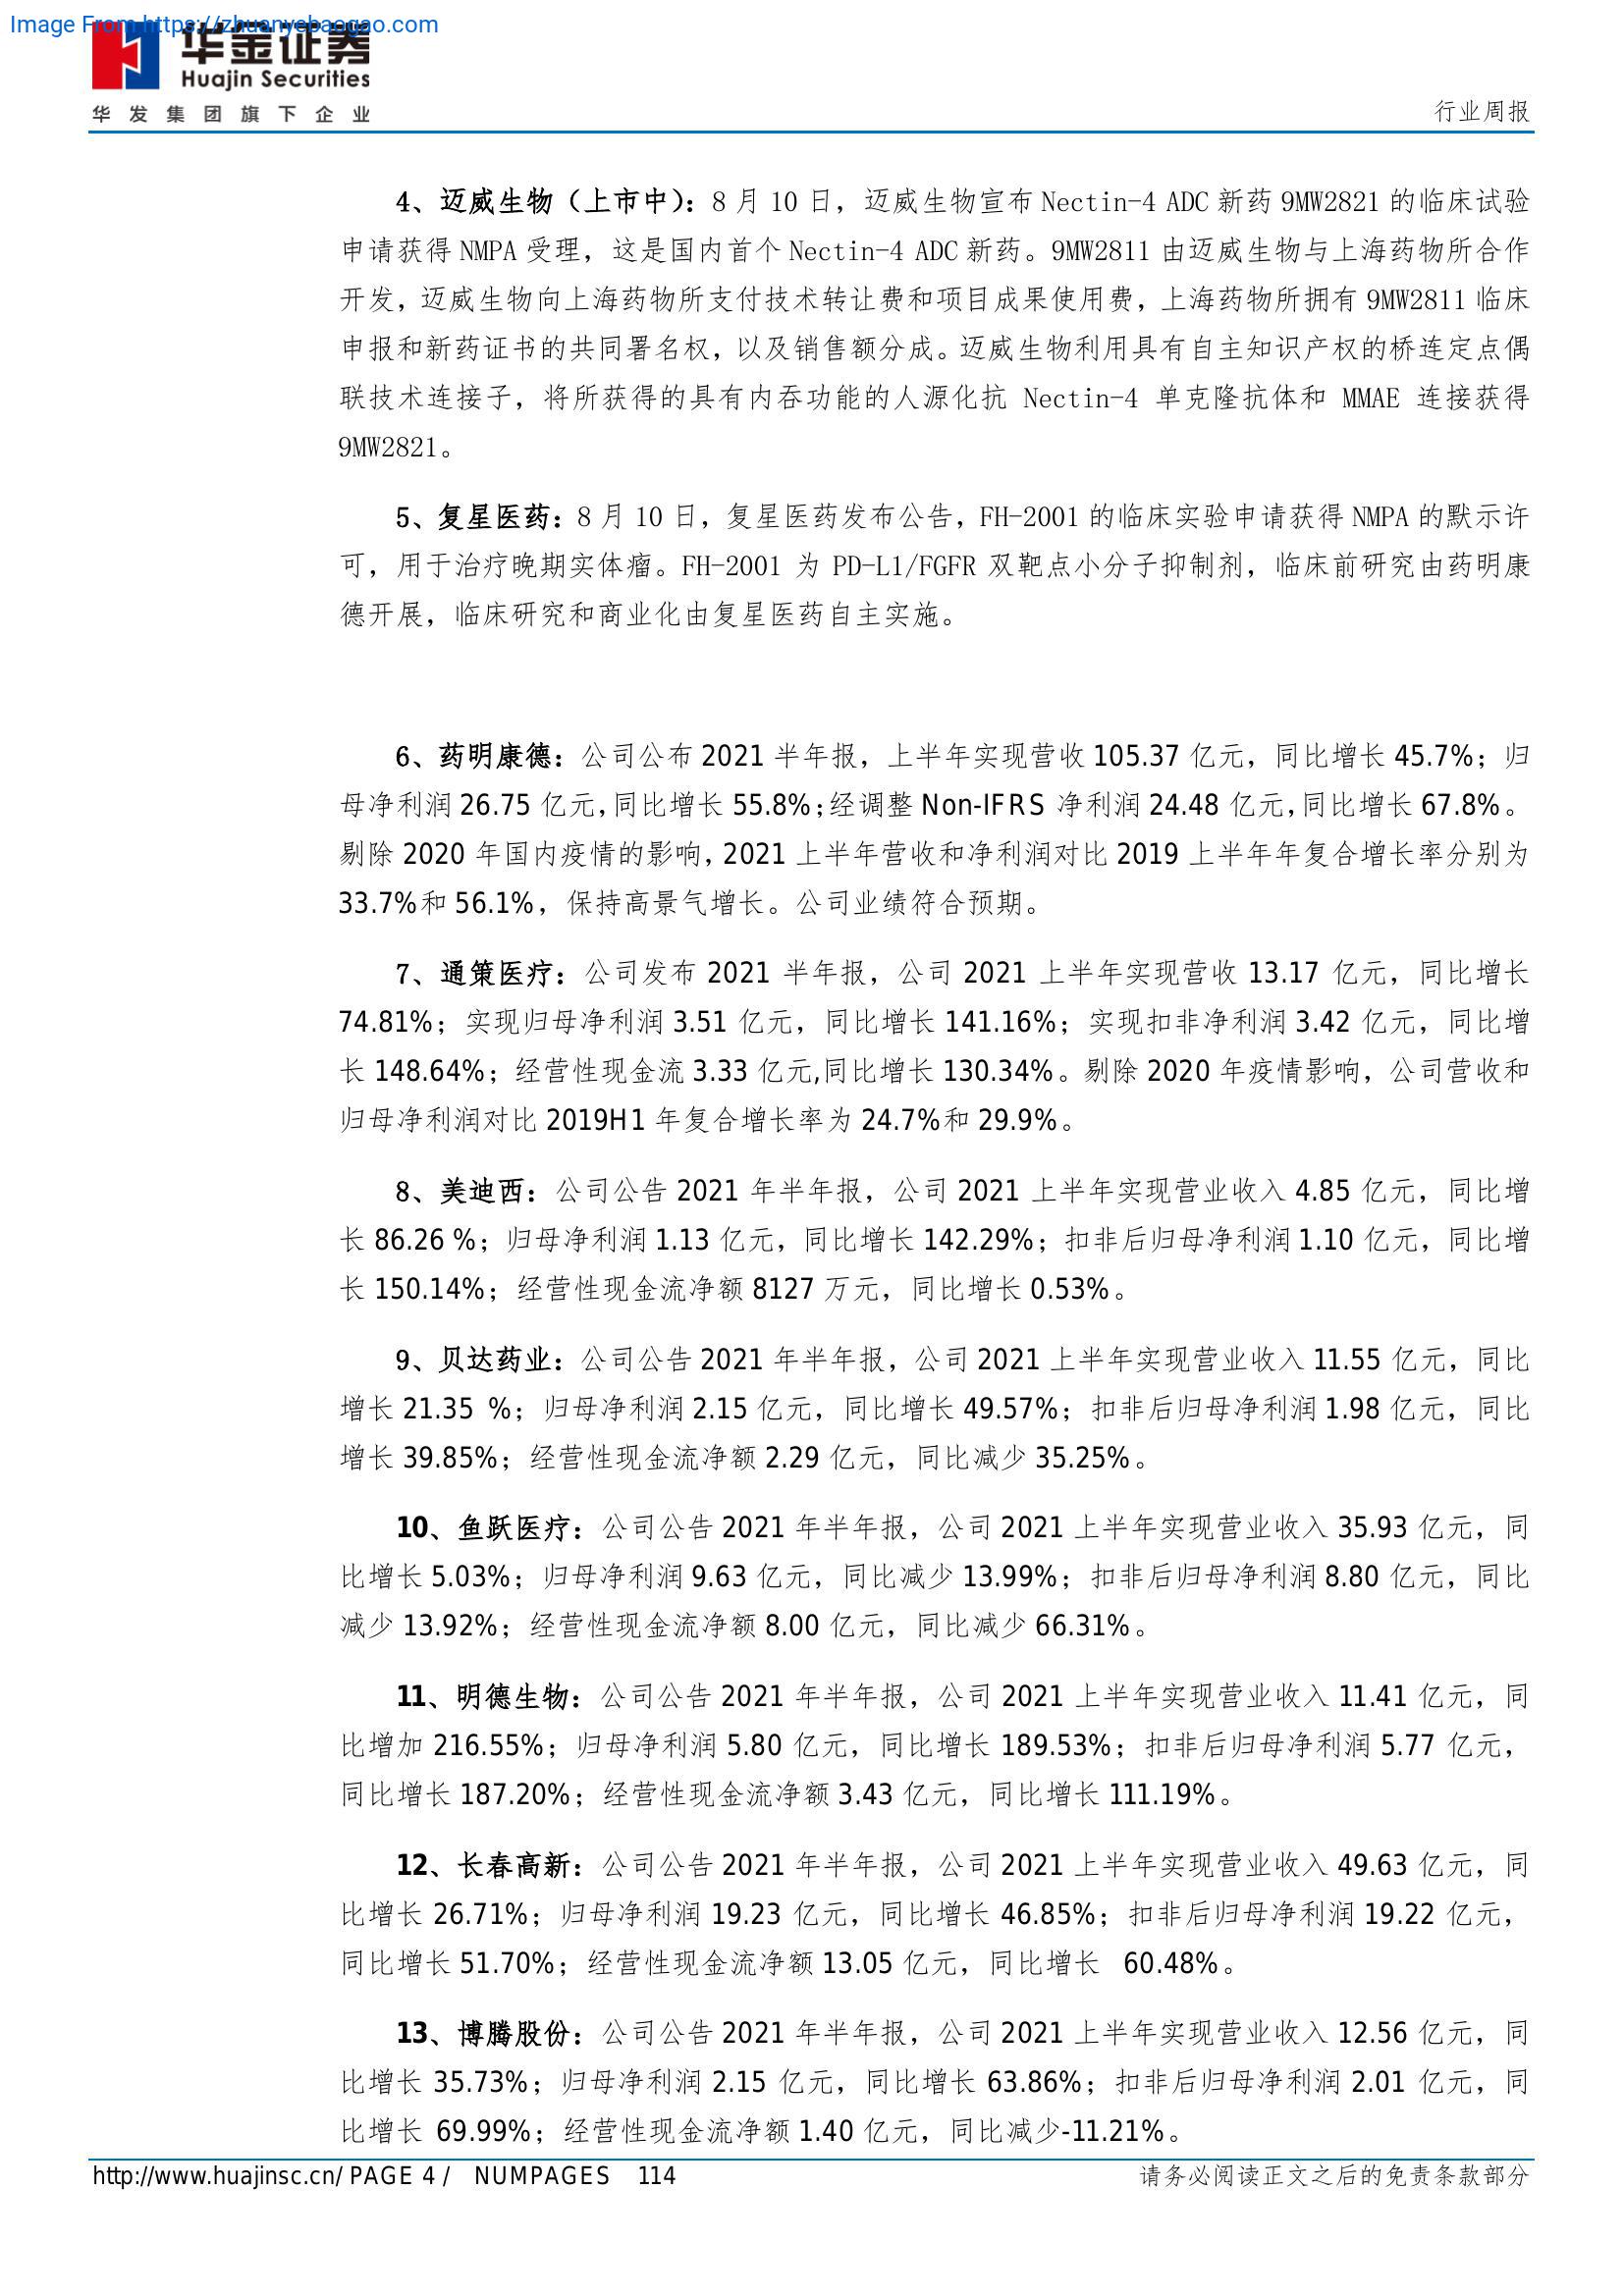 Image From https://zhuanyebaogao.com
华金证券
Huajin Securities
华发集团旗下企业
行业周报
4、迈威生物（上市中）：8 月 10 日，迈威生物宣布 Nectin-4 ADC 新药 9MW2821 的临床试验
申请获得 NMPA 受理，这是国内首个 Nectin-4 ADC 新药。9MW2811 由迈威生物与上海药物所合作
开发，迈威生物向上海药物所支付技术转让费和项目成果使用费，上海药物所拥有 9MW2811 临床
申报和新药证书的共同署名权，以及销售额分成。迈威生物利用具有自主知识产权的桥连定点偶
联技术连接子，将所获得的具有内吞功能的人源化抗 Nectin-4 单克隆抗体和 MMAE 连接获得
9MW2821。
5、复星医药：8 月 10 日，复星医药发布公告，FH-2001 的临床实验申请获得 NMPA 的默示许
可，用于治疗晚期实体瘤。FH-2001 为 PD-L1/FGFR 双靶点小分子抑制剂，临床前研究由药明康
德开展，临床研究和商业化由复星医药自主实施。
6、药明康德：公司公布 2021 半年报，上半年实现营收 105.37 亿元，同比增长 45.7%；归
母净利润 26.75 亿元，同比增长 55.8%；经调整 Non-IFRS 净利润 24.48 亿元，同比增长 67.8%。
剔除 2020 年国内疫情的影响，2021 上半年营收和净利润对比 2019 上半年年复合增长率分别为
33.7%和 56.1%，保持高景气增长。公司业绩符合预期。
7、通策医疗：公司发布 2021 半年报，公司 2021 上半年实现营收 13.17 亿元，同比增长
74.81%；实现归母净利润 3.51 亿元，同比增长 141.16%；实现扣非净利润 3.42 亿元，同比增
长 148.64%；经营性现金流 3.33 亿元,同比增长 130.34%。剔除 2020 年疫情影响，公司营收和
归母净利润对比 2019H1 年复合增长率为 24.7%和 29.9%。
8、美迪西：公司公告 2021 年半年报，公司 2021 上半年实现营业收入 4.85 亿元，同比增
长 86.26 %；归母净利润 1.13 亿元，同比增长 142.29%；扣非后归母净利润 1.10 亿元，同比增
长 150.14%；经营性现金流净额 8127 万元，同比增长 0.53%。
9、贝达药业：公司公告 2021 年半年报，公司 2021 上半年实现营业收入 11.55 亿元，同比
增长 21.35 %；归母净利润 2.15 亿元，同比增长 49.57%；扣非后归母净利润 1.98 亿元，同比
增长 39.85%；经营性现金流净额 2.29 亿元，同比减少 35.25%。
10、鱼跃医疗：公司公告 2021 年半年报，公司 2021 上半年实现营业收入 35.93 亿元，同
比增长 5.03%；归母净利润 9.63 亿元，同比减少 13.99%；扣非后归母净利润 8.80 亿元，同比
减少 13.92%；经营性现金流净额 8.00 亿元，同比减少 66.31%。
11、明德生物：公司公告 2021 年半年报，公司 2021 上半年实现营业收入 11.41 亿元，同
比增加 216.55%；归母净利润 5.80 亿元，同比增长 189.53%；扣非后归母净利润 5.77 亿元，
同比增长 187.20%；经营性现金流净额 3.43 亿元，同比增长 111.19%。
12、长春高新：公司公告 2021 年半年报，公司 2021 上半年实现营业收入 49.63 亿元，同
比增长 26.71%；归母净利润 19.23 亿元，同比增长 46.85%；扣非后归母净利润 19.22 亿元，
同比增长 51.70%；经营性现金流净额 13.05 亿元，同比增长 60.48%。
13、博腾股份：公司公告 2021 年半年报，公司 2021 上半年实现营业收入 12.56 亿元，同
比增长 35.73%；归母净利润 2.15 亿元，同比增长 63.86%；扣非后归母净利润 2.01 亿元，同
比增长 69.99%；经营性现金流净额 1.40 亿元，同比减少-11.21%。
http://www.huajinsc.cn/ PAGE 4 / NUMPAGES 114
请务必阅读正文之后的免责条款部分